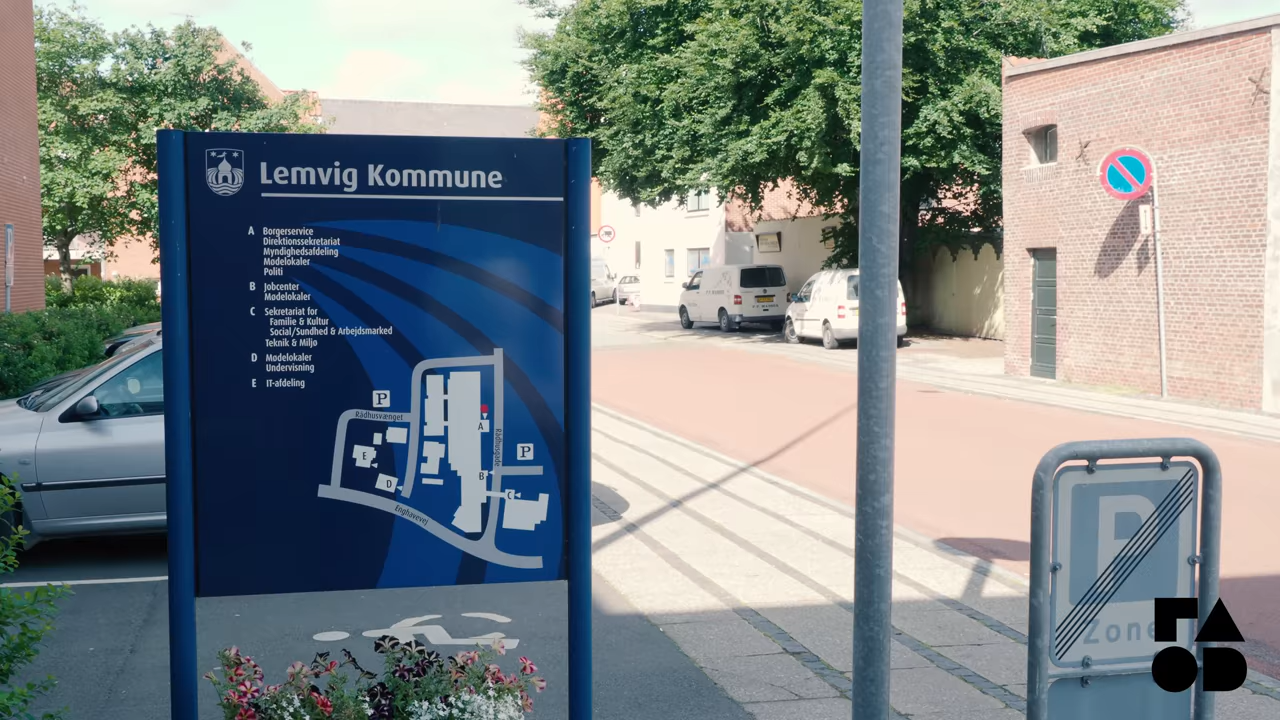 Lemvig Kommune
A Borgerservice
Direktionssekretariat
Myndighedsafdeling
Mødelokaler
Politi
B Jobcenter
Mødelokaler
C Sekretariat for
Familie & Kultur
Social/Sundhed & Arbejdsmarked
Teknik & Miljø
D Mødelokaler
Undervisning
E IT-afdeling
P
Rådhusvænget
Rådhusgade
A
P
E
B
D
C
Enghavevej
P
Zone